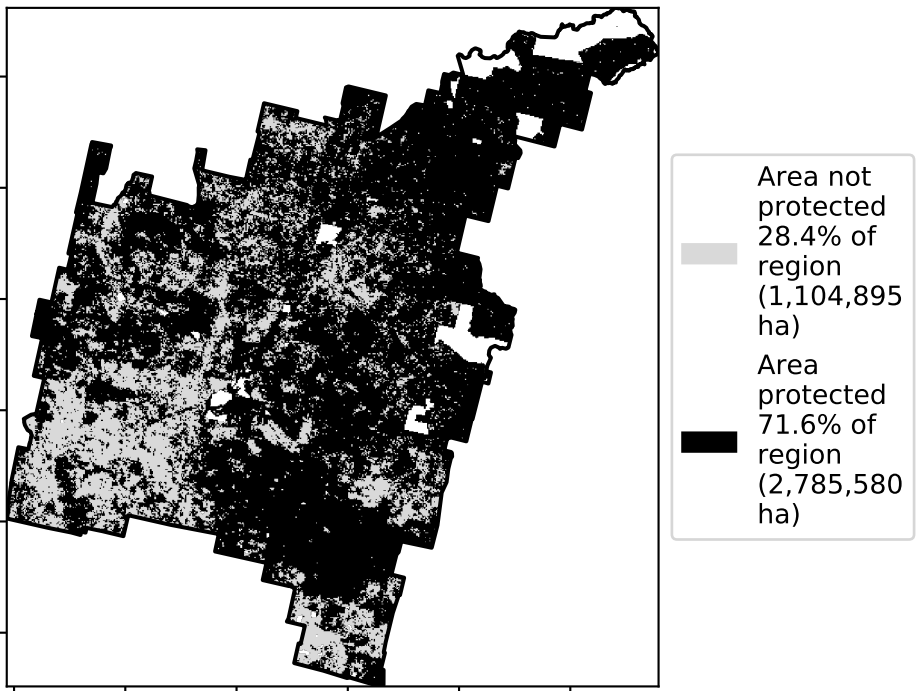 Area not
protected
28.4% of
region
(1,104,895
ha)
Area
protected
71.6% of
region
(2,785,580
ha)